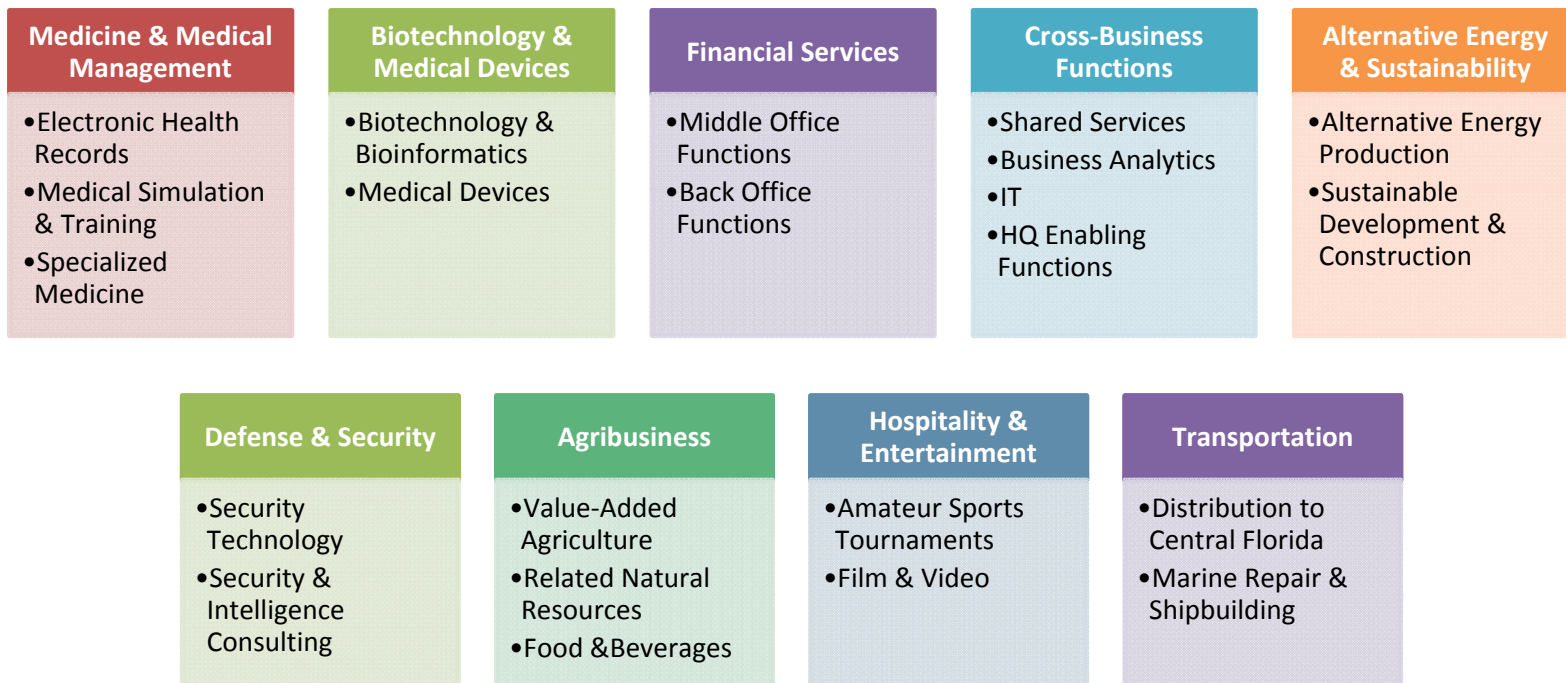 Medicine & Medical
Management
•Electronic Health
Records
•Medical Simulation
& Training
•Specialized
Medicine
Biotechnology &
Medical Devices
•Biotechnology &
Bioinformatics
•Medical Devices
Financial Services
•Middle Office
Functions
•Back Office
Functions
Cross-Business
Functions
•Shared Services
•Business Analytics
•IT
•HQ Enabling
Functions
Alternative Energy
& Sustainability
•Alternative Energy
Production
•Sustainable
Development &
Construction
Defense & Security
•Security
Technology
•Security &
Intelligence
Consulting
Agribusiness
•Value-Added
Agriculture
•Related Natural
Resources
•Food &Beverages
Hospitality &
Entertainment
•Amateur Sports
Tournaments
•Film & Video
Transportation
•Distribution to
Central Florida
•Marine Repair &
Shipbuilding